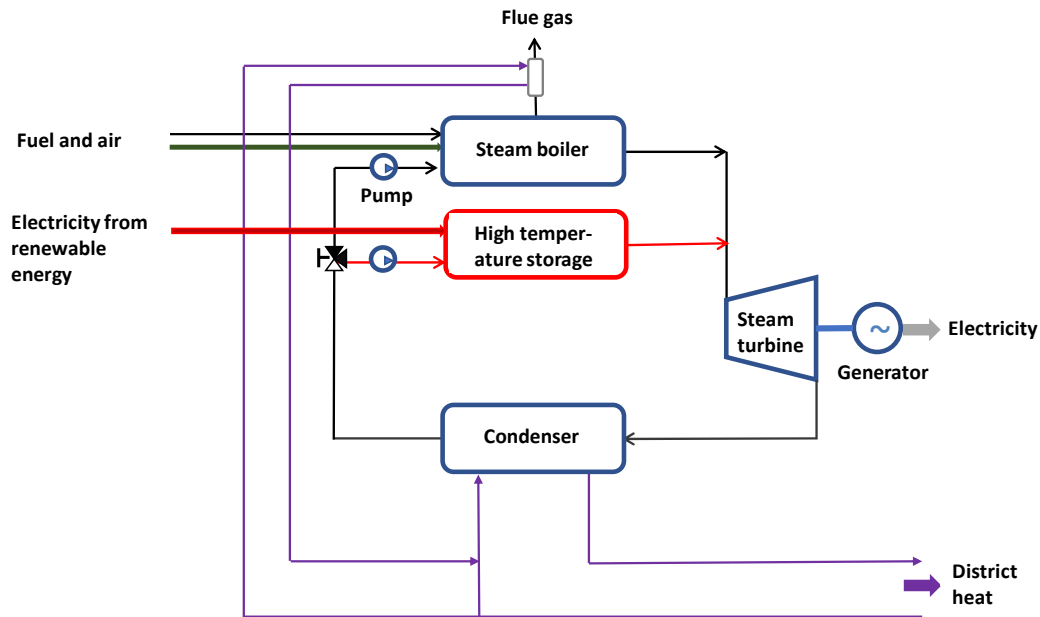 Flue gas
Fuel and air
Steam boiler
Pump
Electricity from
renewable
energy
High temper-
ature storage
Steam
turbine
~
Electricity
Generator
Condenser
District
heat